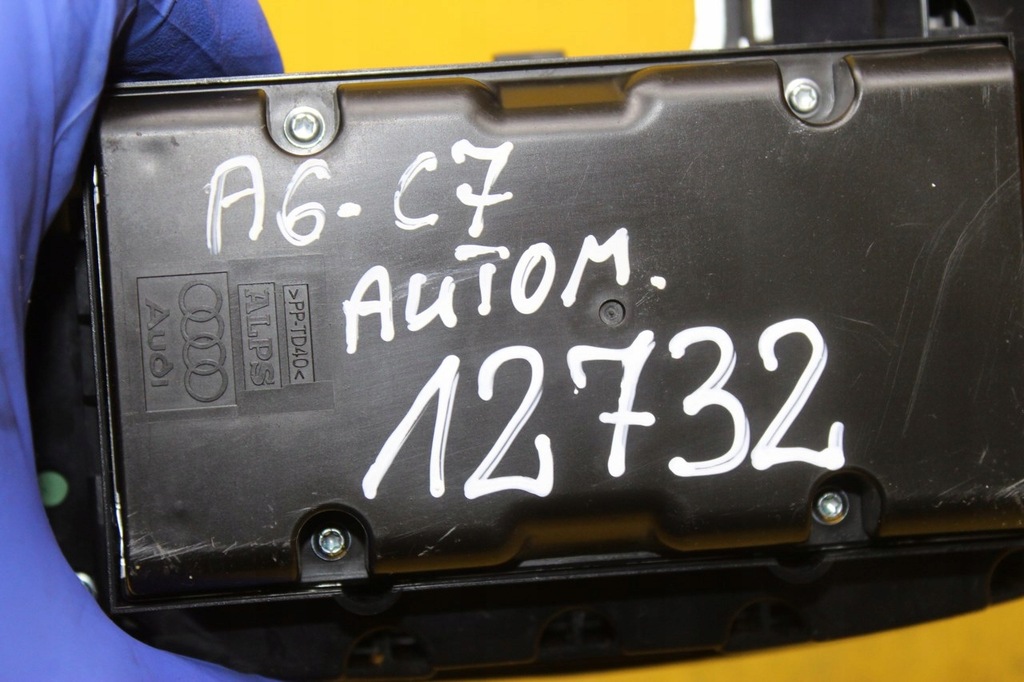 A6-C7
AUTOM.
12732
Audi
ALPS
>PP-TD40<